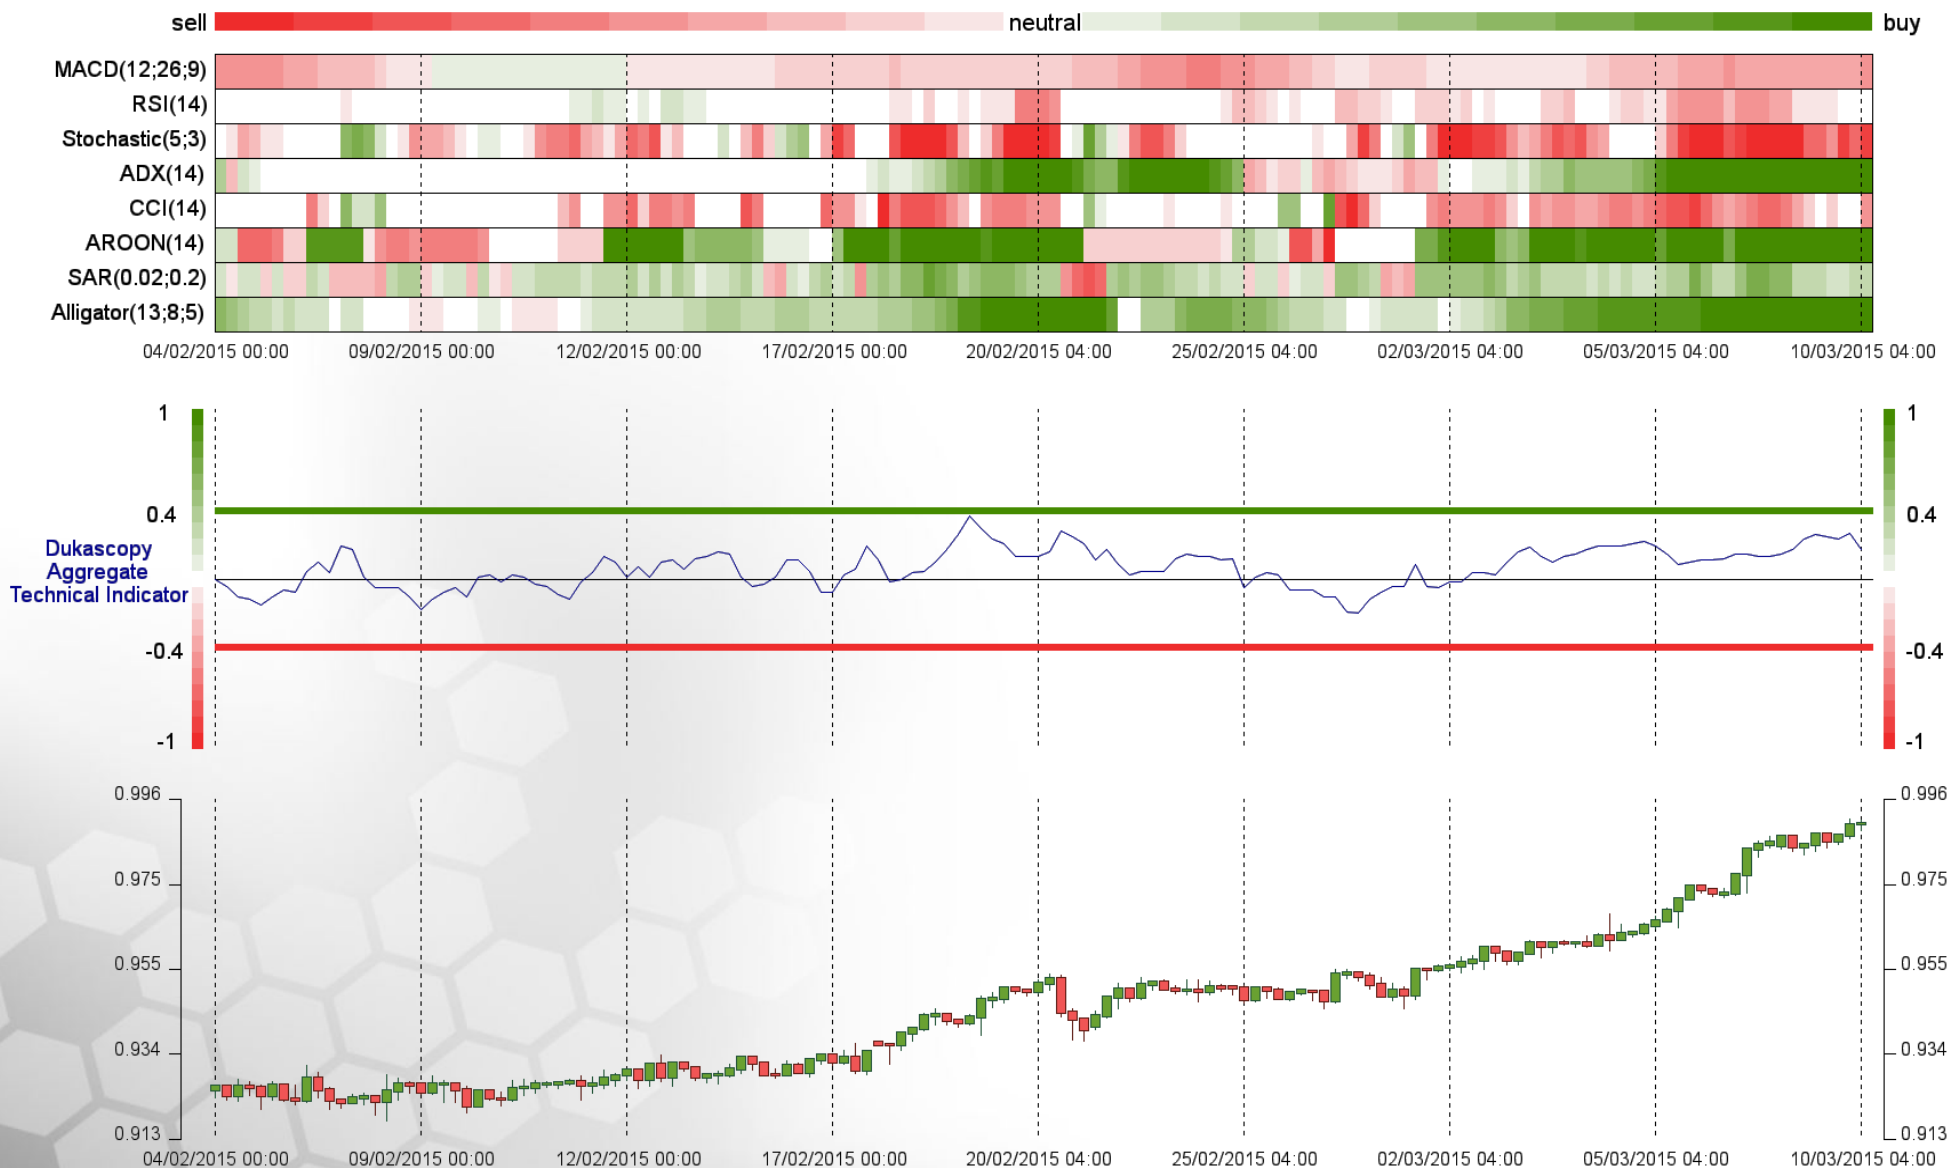 sell neutral buy
MACD(12;26;9)
RSI(14)
Stochastic(5;3)
ADX(14)
CCI(14)
AROON(14)
SAR(0.02;0.2)
Alligator(13;8;5)
04/02/2015 00:00 09/02/2015 00:00 12/02/2015 00:00 17/02/2015 00:00 20/02/2015 04:00 25/02/2015 04:00 02/03/2015 04:00 05/03/2015 04:00 10/03/2015 04:00
1 1
0.4 0.4
Dukascopy
Aggregate
Technical Indicator
-0.4 -0.4
-1 -1
0.996 0.996
0.975 0.975
0.955 0.955
0.934 0.934
0.913 0.913
04/02/2015 00:00 09/02/2015 00:00 12/02/2015 00:00 17/02/2015 00:00 20/02/2015 04:00 25/02/2015 04:00 02/03/2015 04:00 05/03/2015 04:00 10/03/2015 04:00